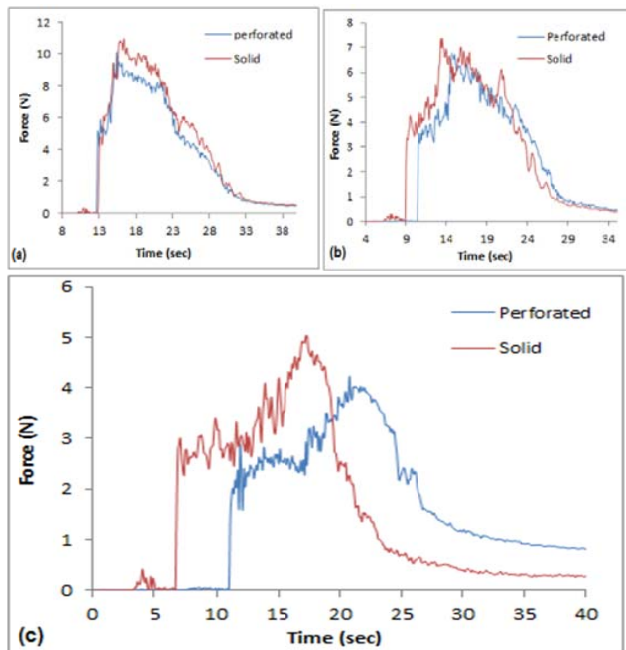 12
10
8
6
4
2
0
Force (N)
perforated
Solid
8 13 18 23 28 33 38
(a)
Time (sec)
8
7
6
5
4
3
2
1
0
Force (N)
Perforated
Solid
4 9 14 19 24 29 34
(b)
Time (sec)
6
5
4
3
2
1
0
Force (N)
Perforated
Solid
0 5 10 15 20 25 30 35 40
(c)
Time (sec)